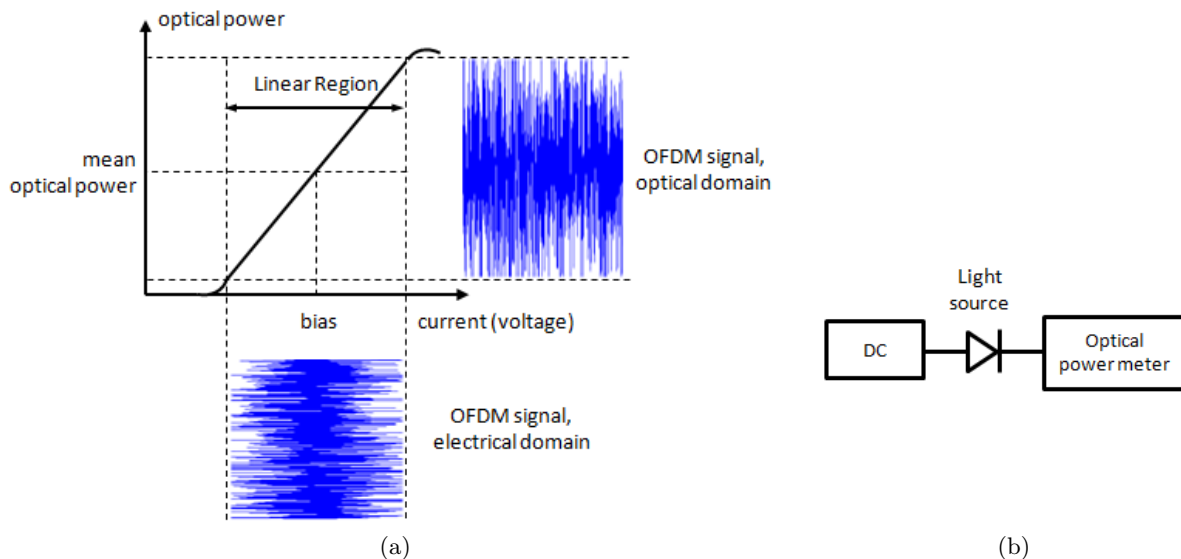 optical power
Linear Region
mean
optical power
OFDM signal,
optical domain
bias
current (voltage)
OFDM signal,
electrical domain
(a)
Light
source
DC
Optical
power meter
(b)